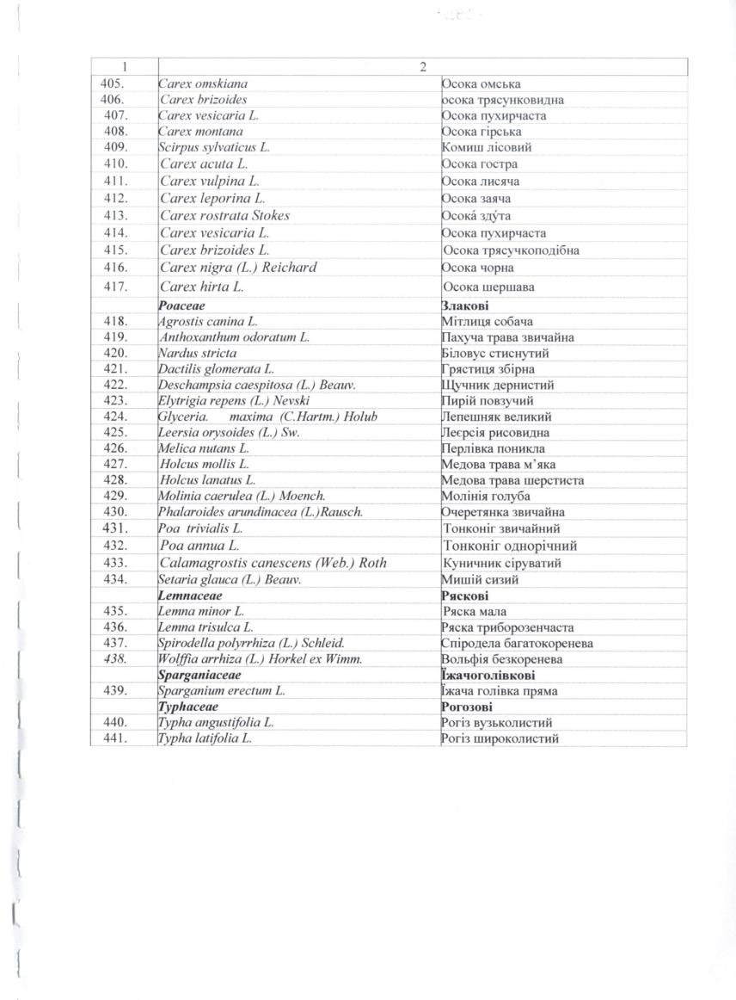 1 2
405. Carex omskiana Осока омська
406. Carex brizoides осока трясунковидна
407. Carex vesicaria L. Осока пухирчаста
408. Carex montana Осока гірська
409. Scirpus sylvaticus L. Комиш лісовий
410. Carex acuta L. Осока гостра
411. Carex vulpina L. Осока лисяча
412. Carex leporina L. Осока заяча
413. Carex rostrata Stokes Осока́ зду́та
414. Carex vesicaria L. Осока пухирчаста
415. Carex brizoides L. Осока трясучкоподібна
416. Carex nigra (L.) Reichard Осока чорна
417. Carex hirta L. Осока шершава
Poaceae Злакові
418. Agrostis canina L. Мітлиця собача
419. Anthoxanthum odoratum L. Пахуча трава звичайна
420. Nardus stricta Біловус стиснутий
421. Dactilis glomerata L. Грястиця збірна
422. Deschampsia caespitosa (L.) Beauv. Щучник дернистий
423. Elytrigia repens (L.) Nevski Пирій повзучий
424. Glyceria. maxima (C.Hartm.) Holub Лепешняк великий
425. Leersia orysoides (L.) Sw. Леєрсія рисовидна
426. Melica nutans L. Перлівка поникла
427. Holcus mollis L. Медова трава м’яка
428. Holcus lanatus L. Медова трава шерстиста
429. Molinia caerulea (L.) Moench. Молінія голуба
430. Phalaroides arundinacea (L.)Rausch. Очеретянка звичайна
431. Poa trivialis L. Тонконіг звичайний
432. Poa annua L. Тонконіг однорічний
433. Calamagrostis canescens (Web.) Roth Куничник сіруватий
434. Setaria glauca (L.) Beauv. Мишій сизий
Lemnaceae Ряскові
435. Lemna minor L. Ряска мала
436. Lemna trisulca L. Ряска триборозенчаста
437. Spirodella polyrrhiza (L.) Schleid. Спіродела багатокоренева
438. Wolffia arrhiza (L.) Horkel ex Wimm. Вольфія безкоренева
Sparganiaceae Їжачоголівкові
439. Sparganium erectum L. Їжача голівка пряма
Typhaceae Рогозові
440. Typha angustifolia L. Рогіз вузьколистий
441. Typha latifolia L. Рогіз широколистий